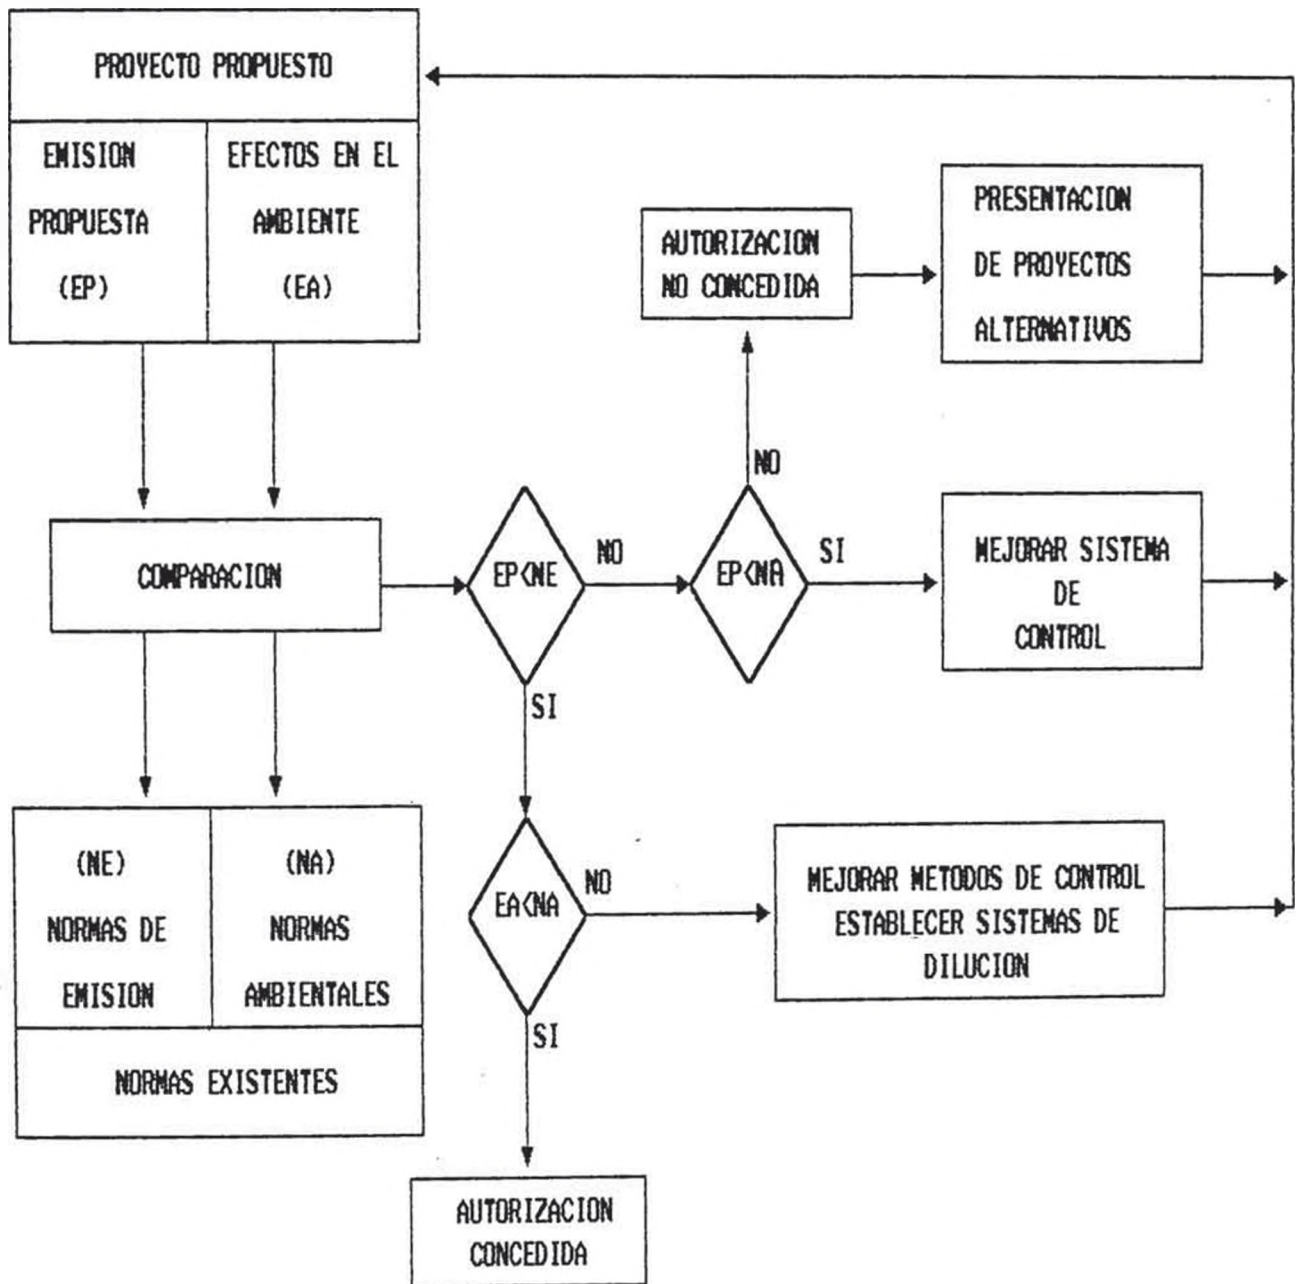 PROYECTO PROPUESTO
EMISION
PROPUESTA
(EP)
EFECTOS EN EL
AMBIENTE
(EA)
AUTORIZACION
NO CONCEDIDA
PRESENTACION
DE PROYECTOS
ALTERNATIVOS
COMPARACION
EP<NE
NO
EP<NA
NO
SI
MEJORAR SISTEMA
DE
CONTROL
SI
(NE)
NORMAS DE
EMISION
(NA)
NORMAS
AMBIENTALES
NORMAS EXISTENTES
EA<NA
NO
MEJORAR METODOS DE CONTROL
ESTABLECER SISTEMAS DE
DILUCION
SI
AUTORIZACION
CONCEDIDA